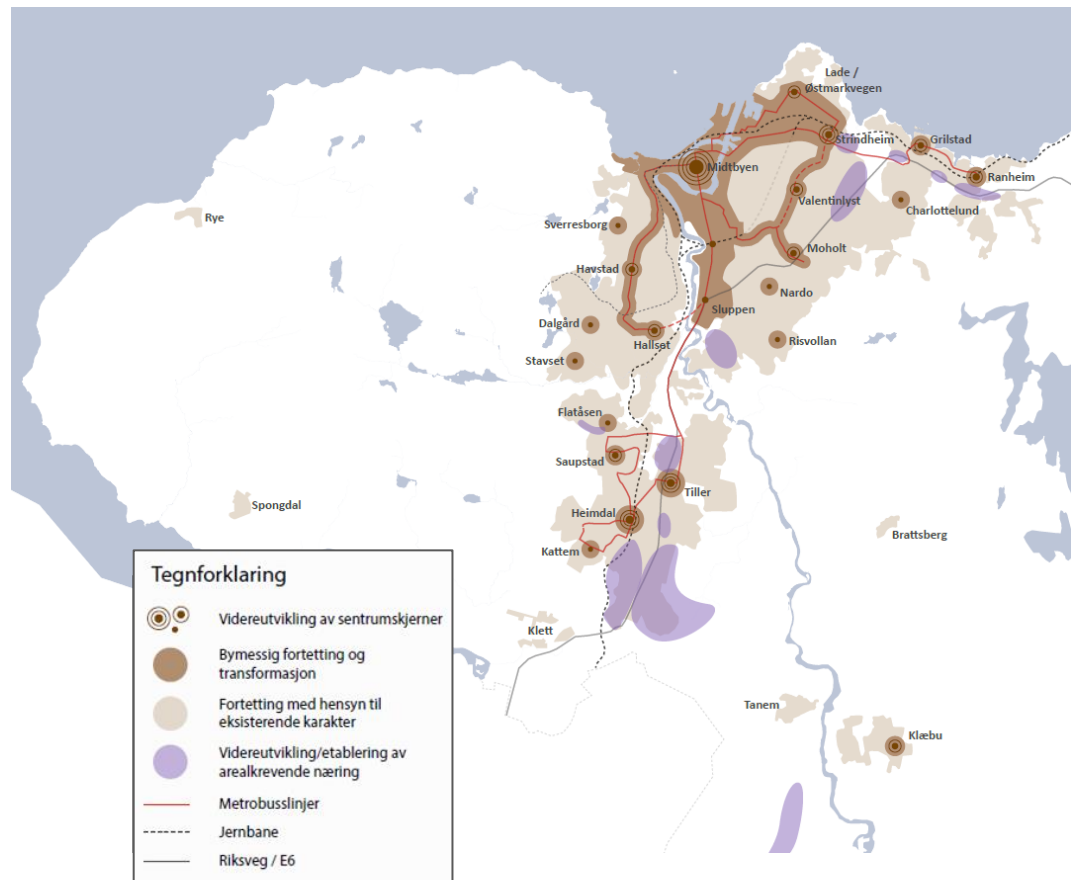 Lade /
Østmarkvegen
Strindheim
Grilstad
Midtbyen
Ranheim
Valentinlyst
Charlottelund
Rye
Sverresborg
Moholt
Havstad
Nardo
Sluppen
Dalgård
Hallset
Risvollan
Stavset
Flatåsen
Saupstad
Tiller
Spongdal
Heimdal
Brattsberg
Kattem
Klett
Tanem
Klæbu
Tegnforklaring
Videreutvikling av sentrumskjerner
Bymessig fortetting og
transformasjon
Fortetting med hensyn til
eksisterende karakter
Videreutvikling/etablering av
arealkrevende næring
Metrobusslinjer
Jernbane
Riksveg / E6